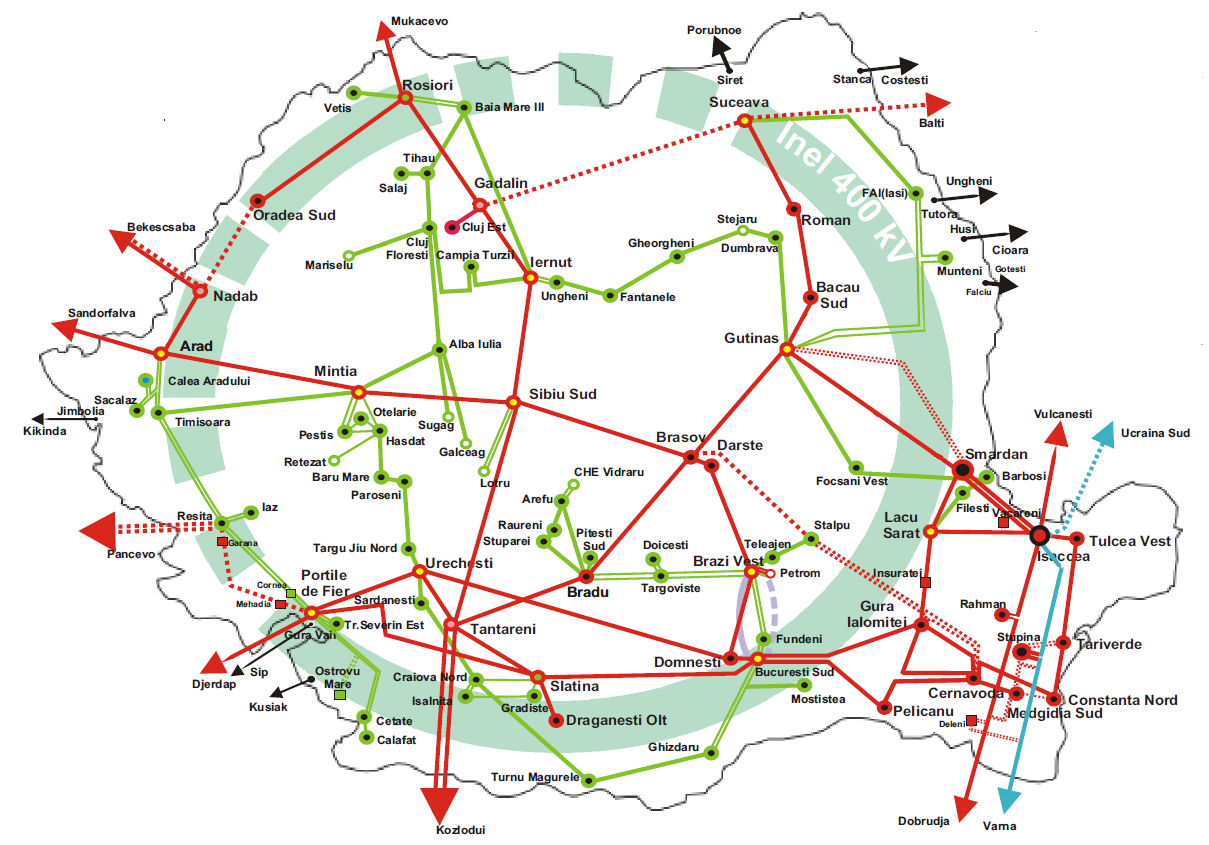 Mukacevo
Porubnoe
Siret
Stanca
Costesti
Rosiori
Vetis
Baia Mare III
Suceava
Balti
Inel 400 kV
Tihau
Salaj
Gadalin
Cluj Est
FAI(Iasi)
Ungheni
Tutora
Oradea Sud
Roman
Stejaru
Dumbrava
Husi
Cioara
Bekescsaba
Cluj
Floresti
Campia Turzii
Mariselu
Gheorgheni
Iernut
Munteni
Gotesti
Falciu
Nadab
Ungheni
Fantanele
Bacau
Sud
Sandorfalva
Arad
Gutinas
Alba Iulia
Mintia
Calea Aradului
Sibiu Sud
Sacalaz
Jimbolia
Kikinda
Timisoara
Otelarie
Sugag
Pestis
Hasdat
Galceag
Brasov
Darste
Vulcanesti
Ucraina Sud
Smardan
Retezat
Baru Mare
Paroseni
Lotru
CHE Vidraru
Focsani Vest
Barbosi
Arefu
Filesti
Vacareni
Resita
Iaz
Raureni
Stuparei
Pitesti
Sud
Stalpu
Lacu
Sarat
Isaccea
Tulcea Vest
Garana
Pancevo
Targu Jiu Nord
Doicesti
Teleajen
Urechesti
Brazi Vest
Petrom
Insuratei
Cornea
Portile
de Fier
Bradu
Targoviste
Mehadia
Sardanesti
Gura
Ialomitei
Rahman
Tr.Severin Est
Gura Vaii
Tantareni
Fundeni
Stupina
Tariverde
Djerdap
Sip
Ostrovu
Mare
Domnesti
Bucuresti Sud
Kusiak
Craiova Nord
Slatina
Isalnita
Gradiste
Mostistea
Cernavoda
Constanta Nord
Medgidia Sud
Pelicanu
Deleni
Cetate
Draganesti Olt
Calafat
Ghizdaru
Turnu Magurele
Dobrudja
Varna
Kozlodui